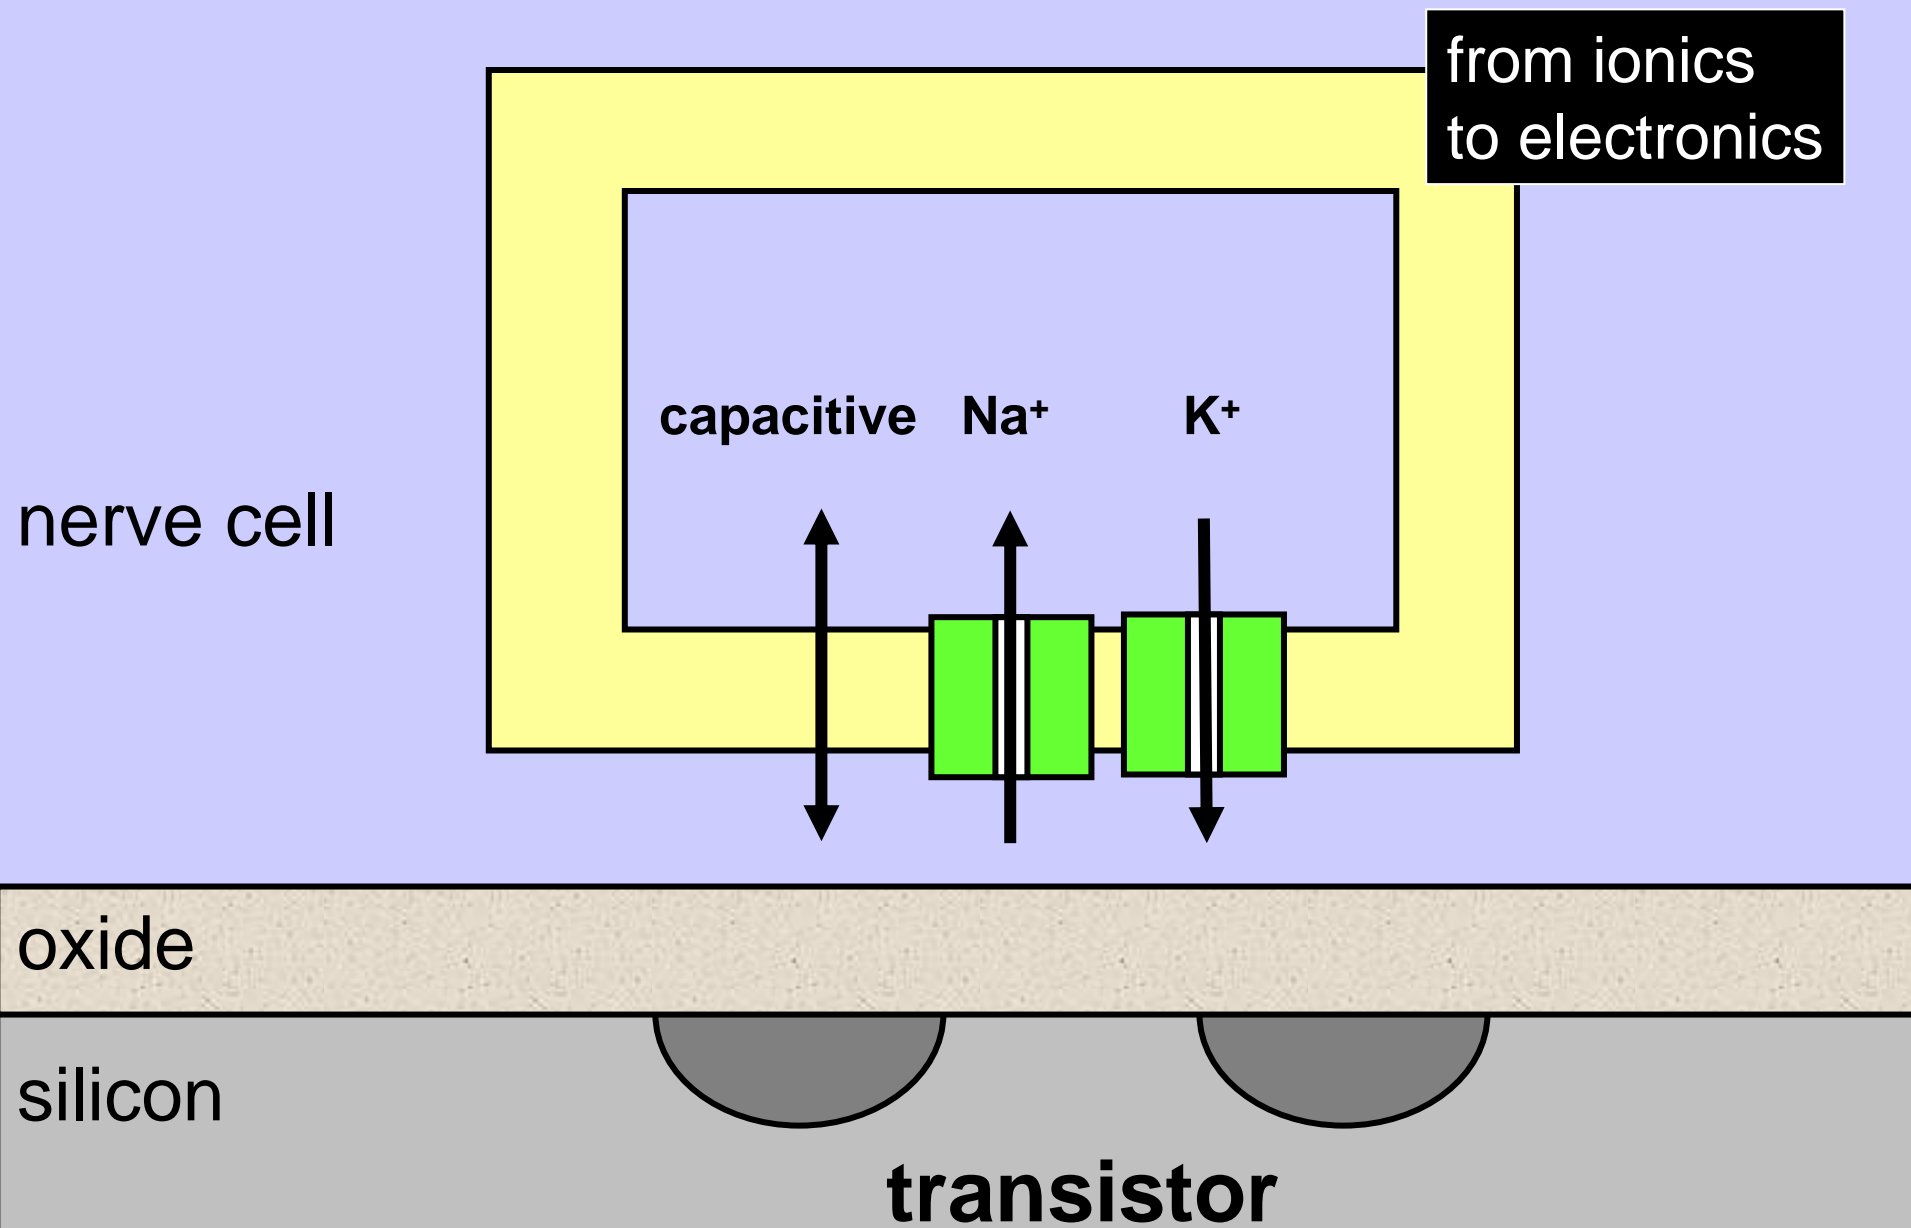 from ionics
to electronics
capacitive Na⁺ K⁺
nerve cell
oxide
silicon
transistor